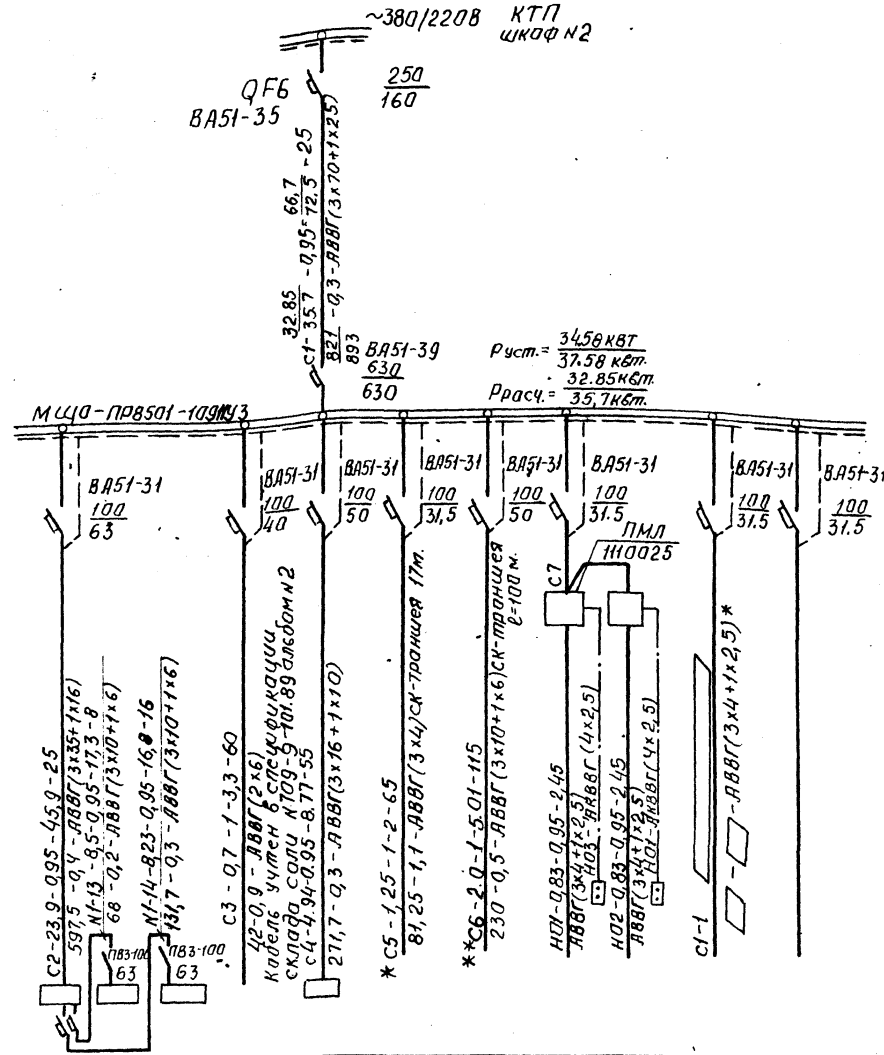 ~380/220В КТП
шкаф N2
QF6
ВА51-35
250
160
32.85 66,7
С1-35.7-0,95-72.5-25
821-0,3-АВВГ(3х70+1х25)
893
ВА51-39
630
630
Руст.= 34.58 кВт
37.58 кВт.
Ррасч.= 32.85 кВт.
35,7 кВт.
ВА51-31
100
63
ВА51-31
100
40
ВА51-31
100
50
ВА51-31
100
31,5
ВА51-31
100
50
ВА51-31
100
31.5
ВА51-31
100
31.5
ВА51-31
100
31.5
ПМЛ
1110025
С7
С2-23,9-0,95-45,9-25
597,5-0,4-АВВГ(3х35+1х16)
N1-13-8,5-0,95-17,3-8
68-0,2-АВВГ(3х10+1х6)
N1-14-8.23-0,95-16,8-16
131,7-0,3-АВВГ(3х10+1х6)
ПВ3-100
63
ПВ3-100
63
С3-0,7-1-3,3-60
42-0,9-АВВГ(2х6)
Кабель учтен в спецификации
склада соли N709-9-101.89 альбом N2
С4-4.94-0.95-8.77-55
271,7-0,3-АВВГ(3х16+1х10)
*С5-1,25-1-2-65
81,25-1,1-АВВГ(3х4)СК-траншея 17м.
**С6-2.0-1-5.01-115
230-0,5-АВВГ(3х10+1х6)СК-траншея
ℓ=100 м.
НО1-0,83-0,95-2,45
АВВГ(3х4+1х2,5)
НО3-АКВВГ(4х2,5)
НО2-0,83-0,95-2,45
АВВГ(3х4+1х2,5)
НО1-АКВВГ(4х2,5)
С1-1
-АВВГ(3х4+1х2,5)*